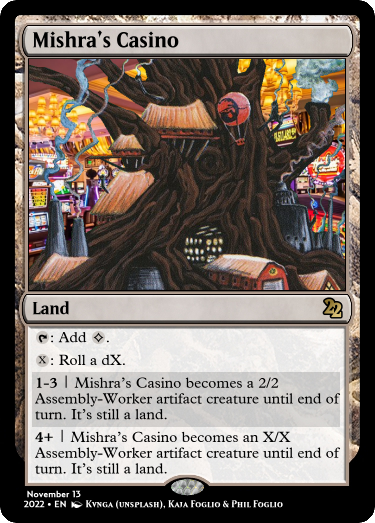 Mishra's Casino
Land
22
: Add .
X: Roll a dX.
1-3 | Mishra's Casino becomes a 2/2
Assembly-Worker artifact creature until end of
turn. It's still a land.
4+ | Mishra's Casino becomes an X/X
Assembly-Worker artifact creature until end of
turn. It's still a land.
November 13
2022 • EN KVNGA (UNSPLASH), KAJA FOGLIO & PHIL FOGLIO